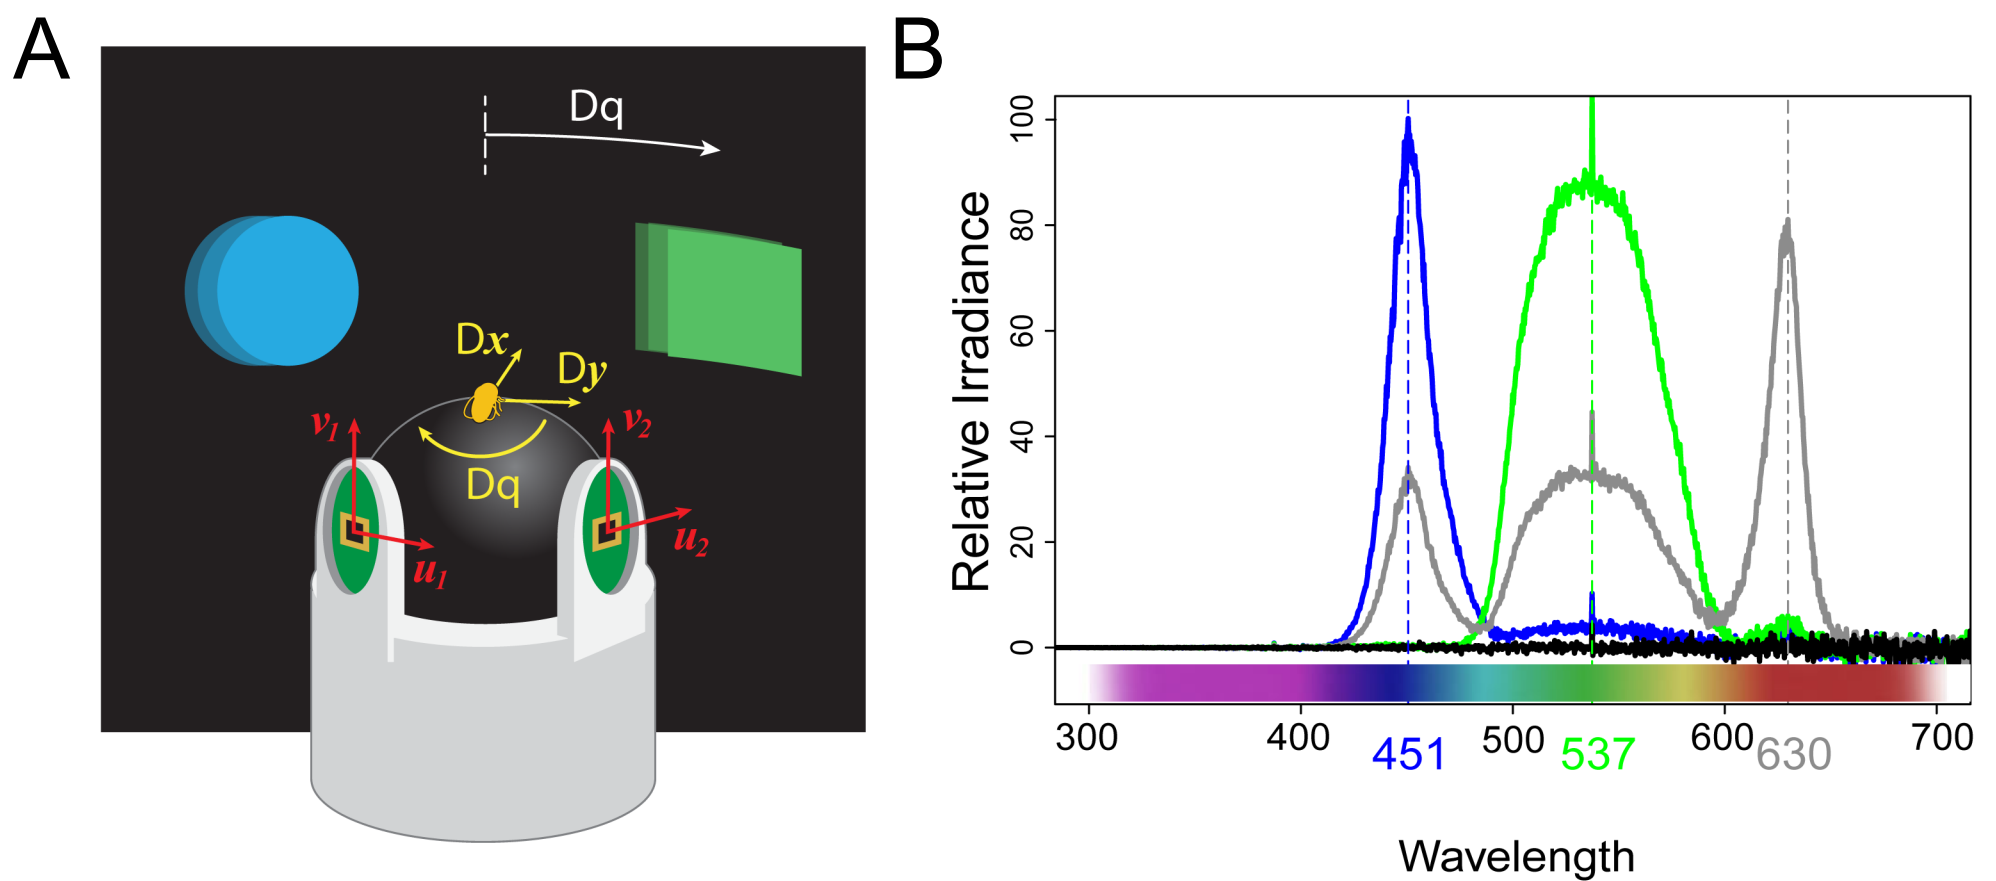 A
Dq
Dx
Dy
v1
v2
Dq
u1
u2
B
Relative Irradiance
100
80
60
40
20
0
300 400 500 600 700
451 537 630
Wavelength